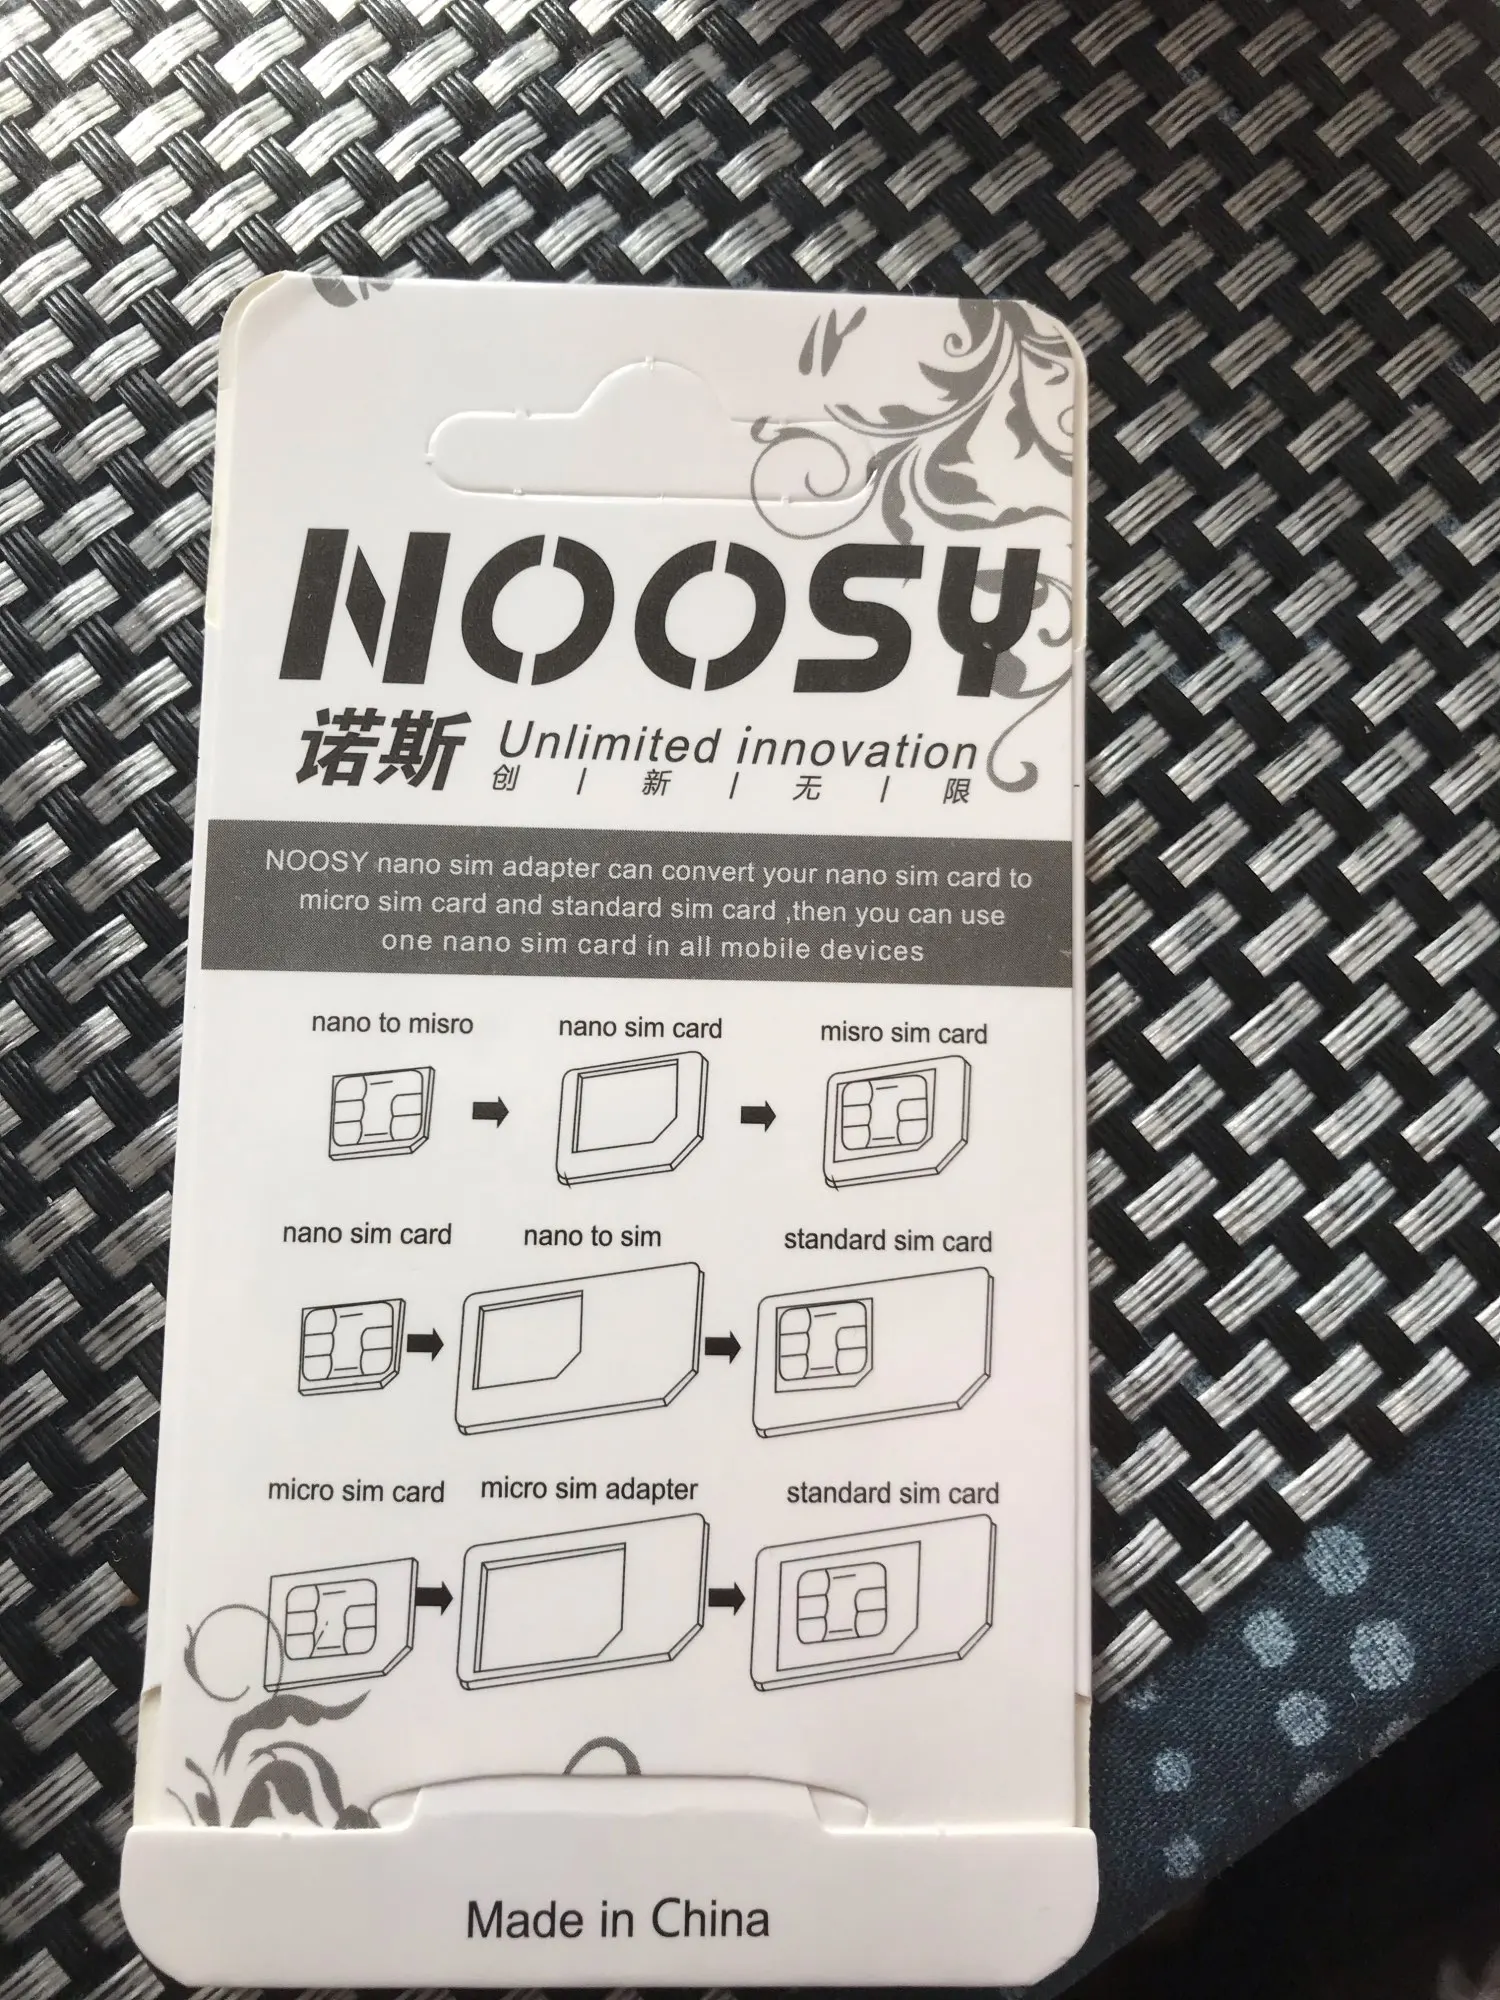 NOOSY
诺斯 Unlimited innovation
创 | 新 | 无 | 限
NOOSY nano sim adapter can convert your nano sim card to
micro sim card and standard sim card ,then you can use
one nano sim card in all mobile devices
nano to misro nano sim card misro sim card
nano sim card nano to sim standard sim card
micro sim card micro sim adapter standard sim card
Made in China